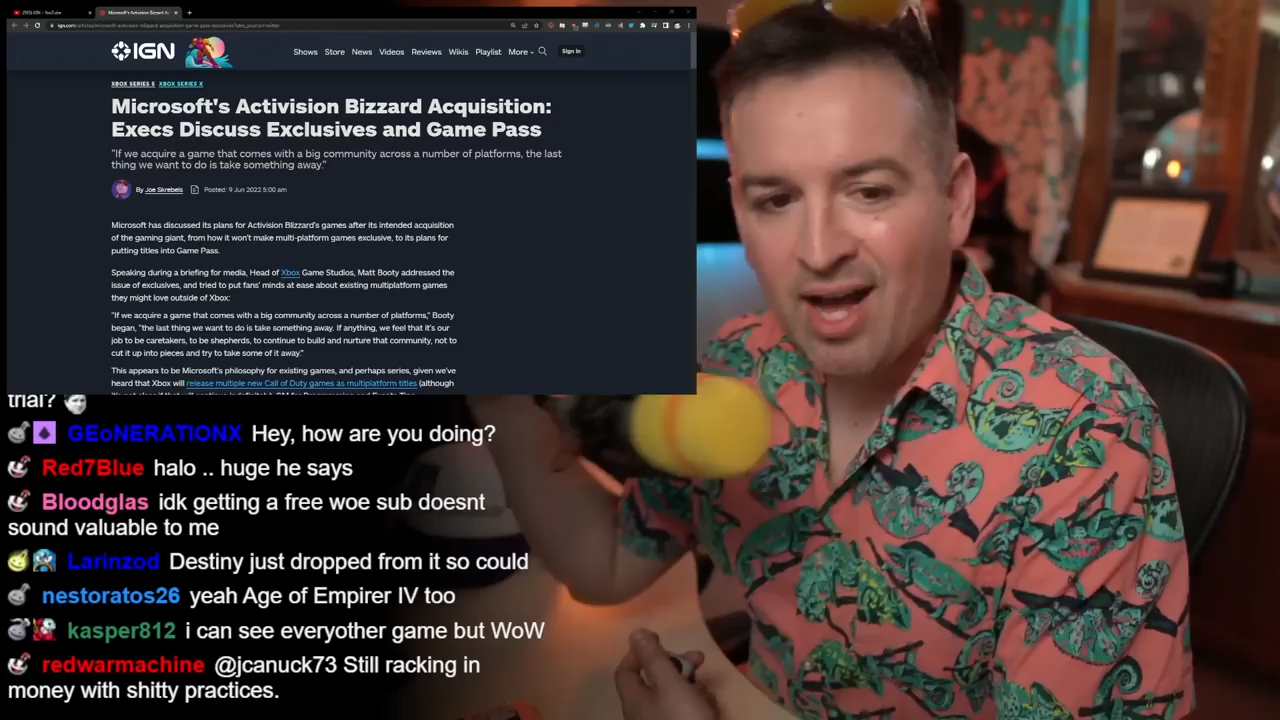 (583) IGN - YouTube
Microsoft's Activision Bizzard A
IGN
Shows Store News Videos Reviews Wikis Playlist More Sign In
XBOX SERIES S XBOX SERIES X
Microsoft's Activision Bizzard Acquisition:
Execs Discuss Exclusives and Game Pass
"If we acquire a game that comes with a big community across a number of platforms, the last
thing we want to do is take something away."
By Joe Skrebels Posted: 9 Jun 2022 5:00 am
Microsoft has discussed its plans for Activision Blizzard's games after its intended acquisition
of the gaming giant, from how it won't make multi-platform games exclusive, to its plans for
putting titles into Game Pass.
Speaking during a briefing for media, Head of Xbox Game Studios, Matt Booty addressed the
issue of exclusives, and tried to put fans' minds at ease about existing multiplatform games
they might love outside of Xbox:
"If we acquire a game that comes with a big community across a number of platforms," Booty
began, "the last thing we want to do is take something away. If anything, we feel that it's our
job to be caretakers, to be shepherds, to continue to build and nurture that community, not to
cut it up into pieces and try to take some of it away."
This appears to be Microsoft's philosophy for existing games, and perhaps series, given we've
heard that Xbox will release multiple new Call of Duty games as multiplatform titles (although
trial?
GEoNERATIONX Hey, how are you doing?
Red7Blue halo .. huge he says
Bloodglas idk getting a free woe sub doesnt
sound valuable to me
Larinzod Destiny just dropped from it so could
nestoratos26 yeah Age of Empirer IV too
kasper812 i can see everyother game but WoW
redwarmachine @jcanuck73 Still racking in
money with shitty practices.